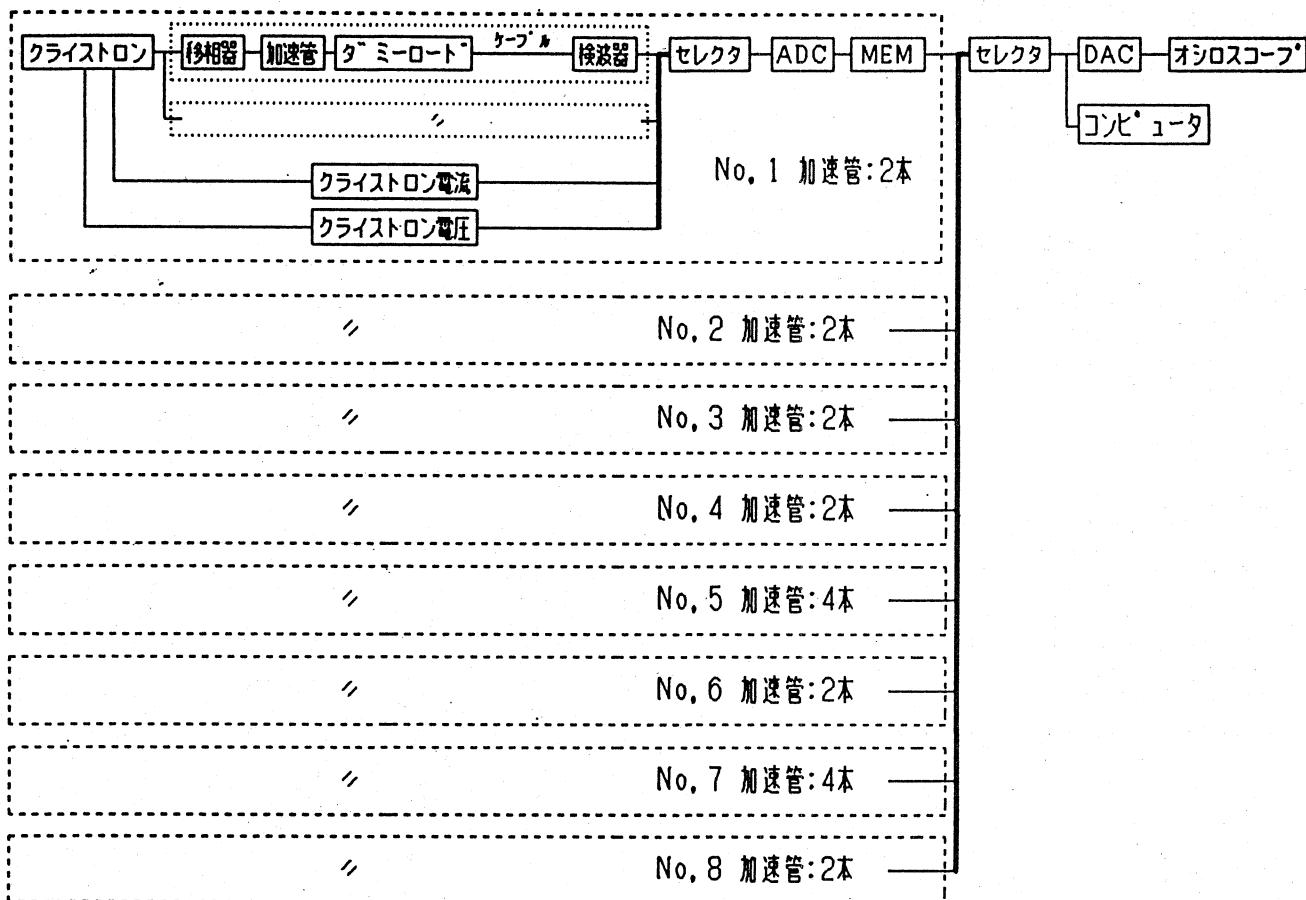 クライストロン 移相器 加速管 ダミーロード ケーブル 検波器 セレクタ ADC MEM セレクタ DAC オシロスコープ
〃 コンピュータ
No. 1 加速管:2本
クライストロン電流
クライストロン電圧
〃 No. 2 加速管:2本
〃 No. 3 加速管:2本
〃 No. 4 加速管:2本
〃 No. 5 加速管:4本
〃 No. 6 加速管:2本
〃 No. 7 加速管:4本
〃 No. 8 加速管:2本